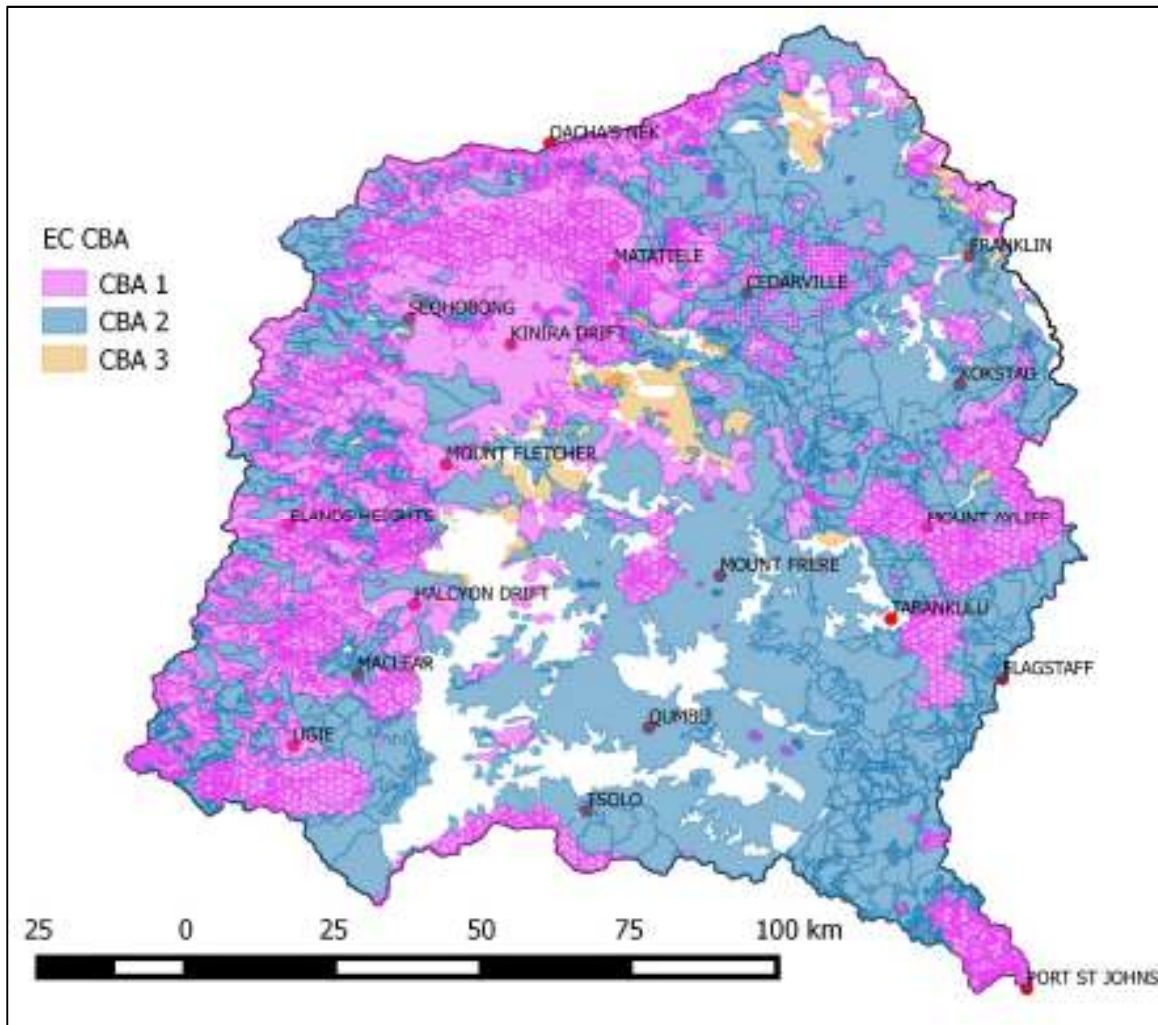 QACHA'S NEK
FRANKLIN
EC CBA
MATATIELE
CBA 1
CEDARVILLE
CBA 2
SEQHOBONG
KINIRA DRIFT
CBA 3
KOKSTAD
MOUNT FLETCHER
ELANDS HEIGHTS
MOUNT AYLIFF
MOUNT FRERE
HALCYON DRIFT
TABANKULU
MACLEAR
FLAGSTAFF
QUMBU
UGIE
TSOLO
25 0 25 50 75 100 km
PORT ST JOHNS